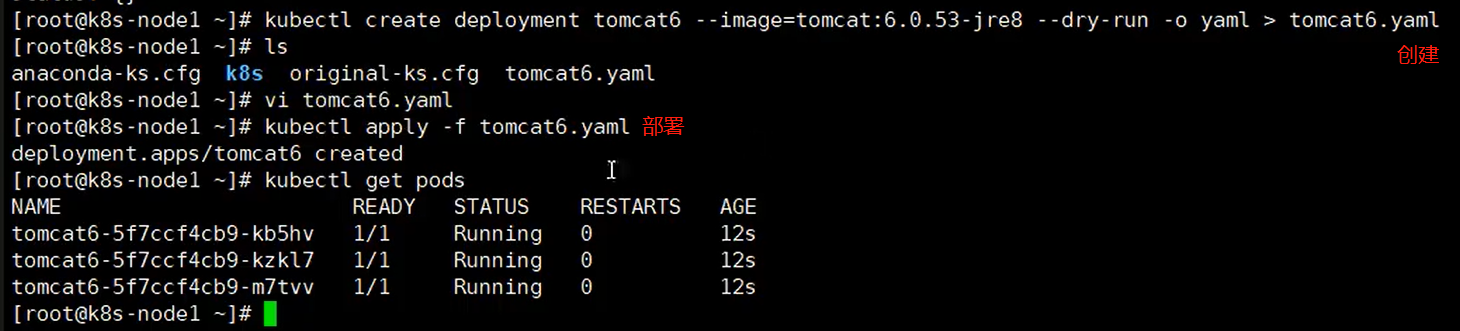 [root@k8s-node1 ~]# kubectl create deployment tomcat6 --image=tomcat:6.0.53-jre8 --dry-run -o yaml > tomcat6.yaml
[root@k8s-node1 ~]# ls
创建
anaconda-ks.cfg  k8s  original-ks.cfg  tomcat6.yaml
[root@k8s-node1 ~]# vi tomcat6.yaml
[root@k8s-node1 ~]# kubectl apply -f tomcat6.yaml 部署
deployment.apps/tomcat6 created
[root@k8s-node1 ~]# kubectl get pods
NAME                       READY   STATUS    RESTARTS   AGE
tomcat6-5f7ccf4cb9-kb5hv   1/1     Running   0          12s
tomcat6-5f7ccf4cb9-kzkl7   1/1     Running   0          12s
tomcat6-5f7ccf4cb9-m7tvv   1/1     Running   0          12s
[root@k8s-node1 ~]#